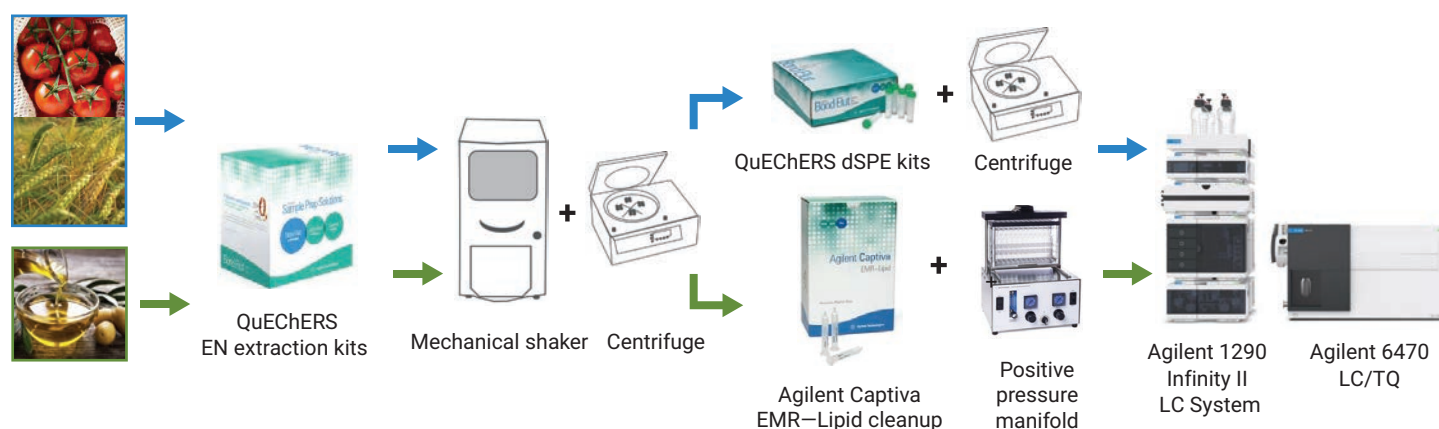 QuEChERS
EN extraction kits
Sample Prep Solutions
Bond Elut
Mechanical shaker
Centrifuge
Bond Elut
QuEChERS dSPE kits
Centrifuge
Agilent Captiva
EMR–Lipid
Agilent Captiva
EMR—Lipid cleanup
Positive
pressure
manifold
Agilent 1290
Infinity II
LC System
Agilent 6470
LC/TQ